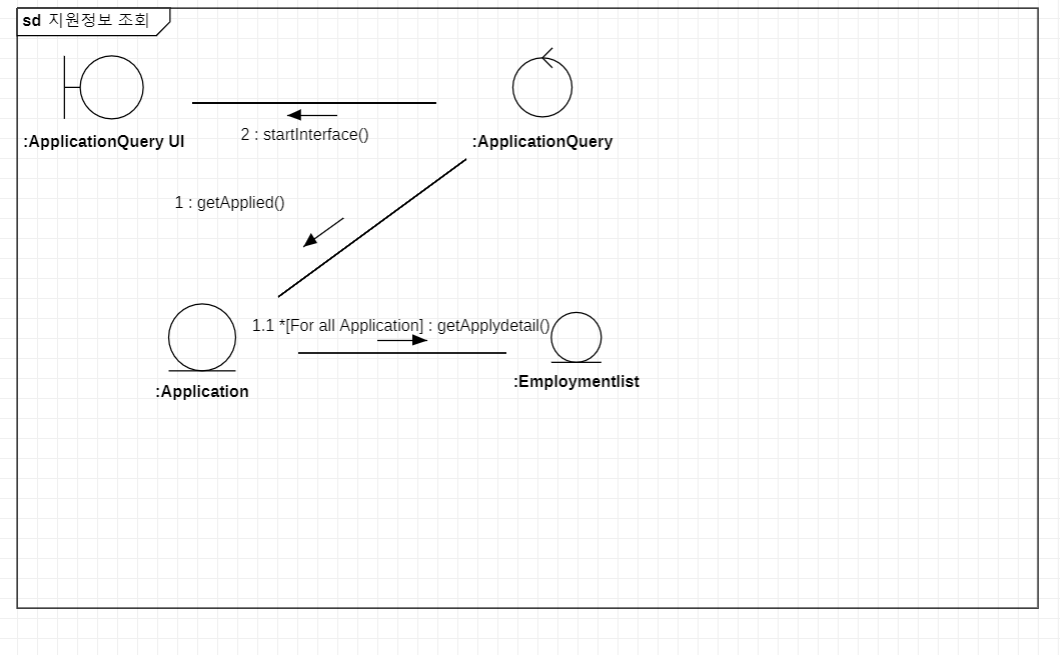 sd 지원정보 조회
:ApplicationQuery UI
2 : startInterface()
:ApplicationQuery
1 : getApplied()
1.1 *[For all Application] : getApplydetail()
:Application
:Employmentlist